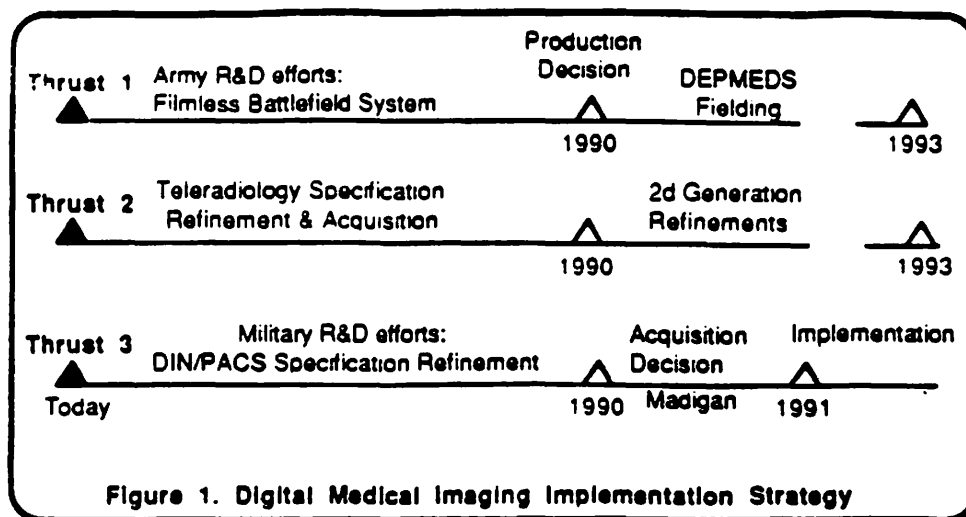 Production
Decision
Thrust 1
Army R&D efforts:
Filmless Battlefield System
DEPMEDS
Fielding
1990
1993
Thrust 2
Teleradiology Specification
Refinement & Acquisition
2d Generation
Refinements
1990
1993
Thrust 3
Military R&D efforts:
DIN/PACS Specification Refinement
Acquisition
Decision
Madigan
Implementation
Today
1990
1991
Figure 1. Digital Medical Imaging Implementation Strategy